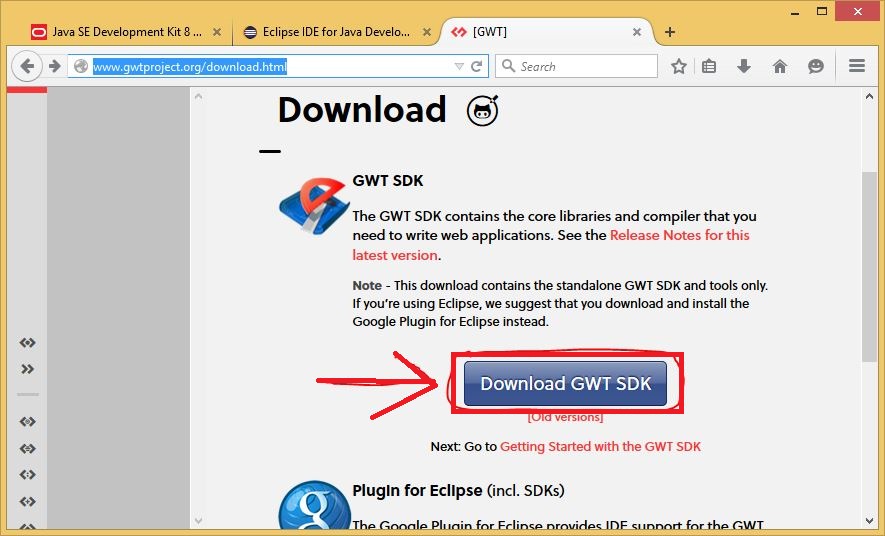 Java SE Development Kit 8 ...
Eclipse IDE for Java Develo...
[GWT]
www.gwtproject.org/download.html
Search
Download
GWT SDK
The GWT SDK contains the core libraries and compiler that you
need to write web applications. See the Release Notes for this
latest version.
Note - This download contains the standalone GWT SDK and tools only.
If you're using Eclipse, we suggest that you download and install the
Google Plugin for Eclipse instead.
Download GWT SDK
[Old versions]
Next: Go to Getting Started with the GWT SDK
g
Plugin for Eclipse (incl. SDKs)
The Google Plugin for Eclipse provides IDE support for the GWT